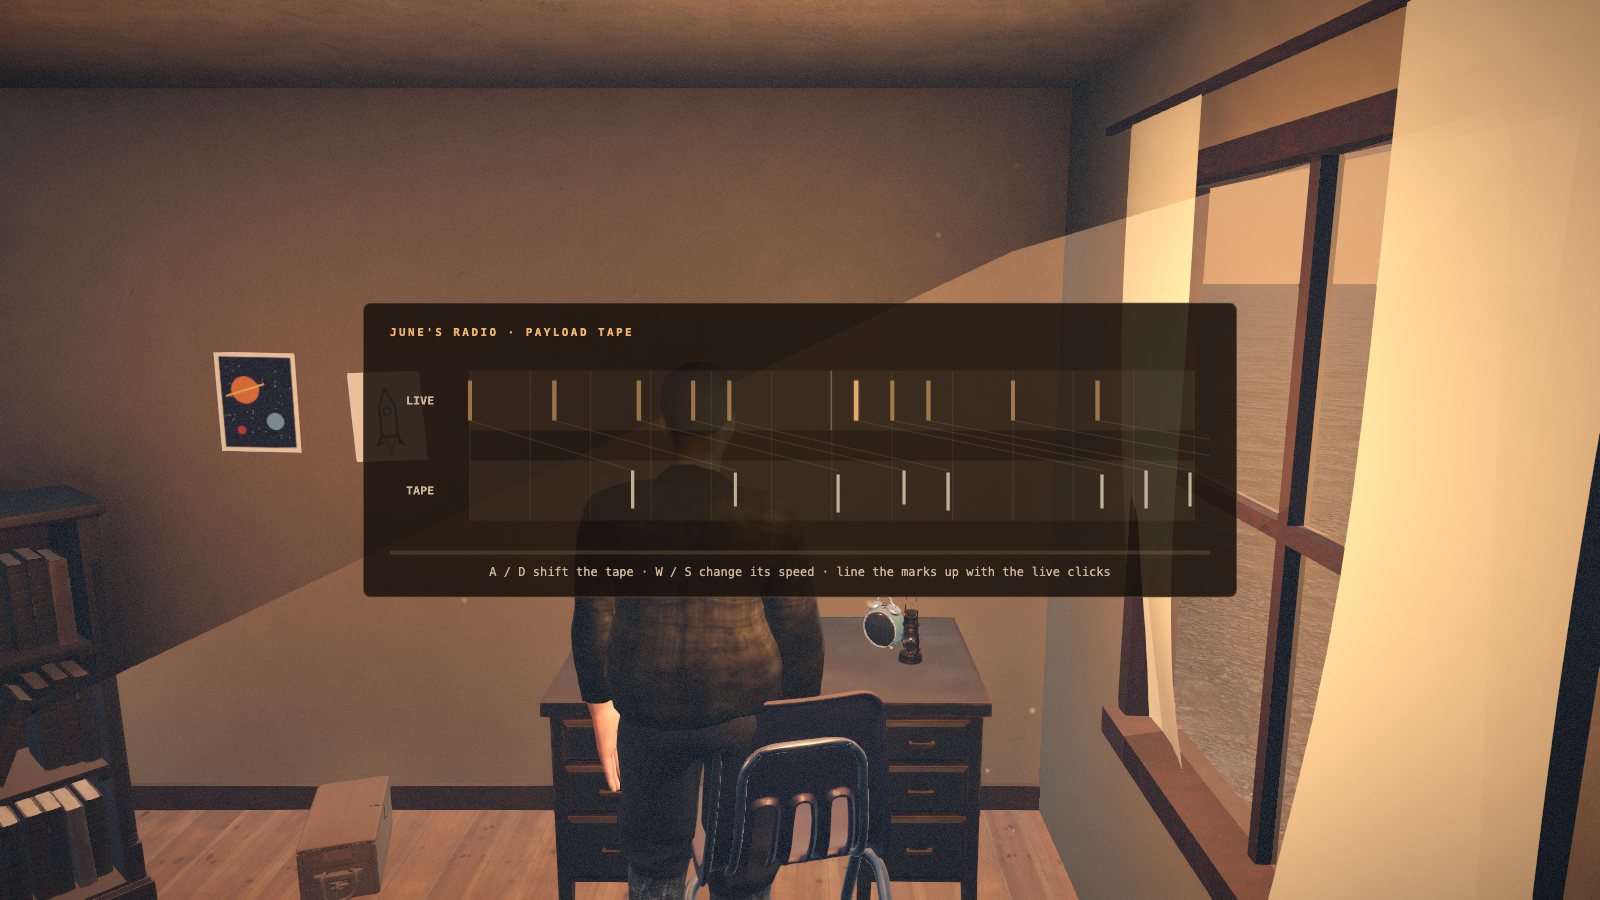 JUNE'S RADIO · PAYLOAD TAPE
LIVE
TAPE
A / D shift the tape · W / S change its speed · line the marks up with the live clicks